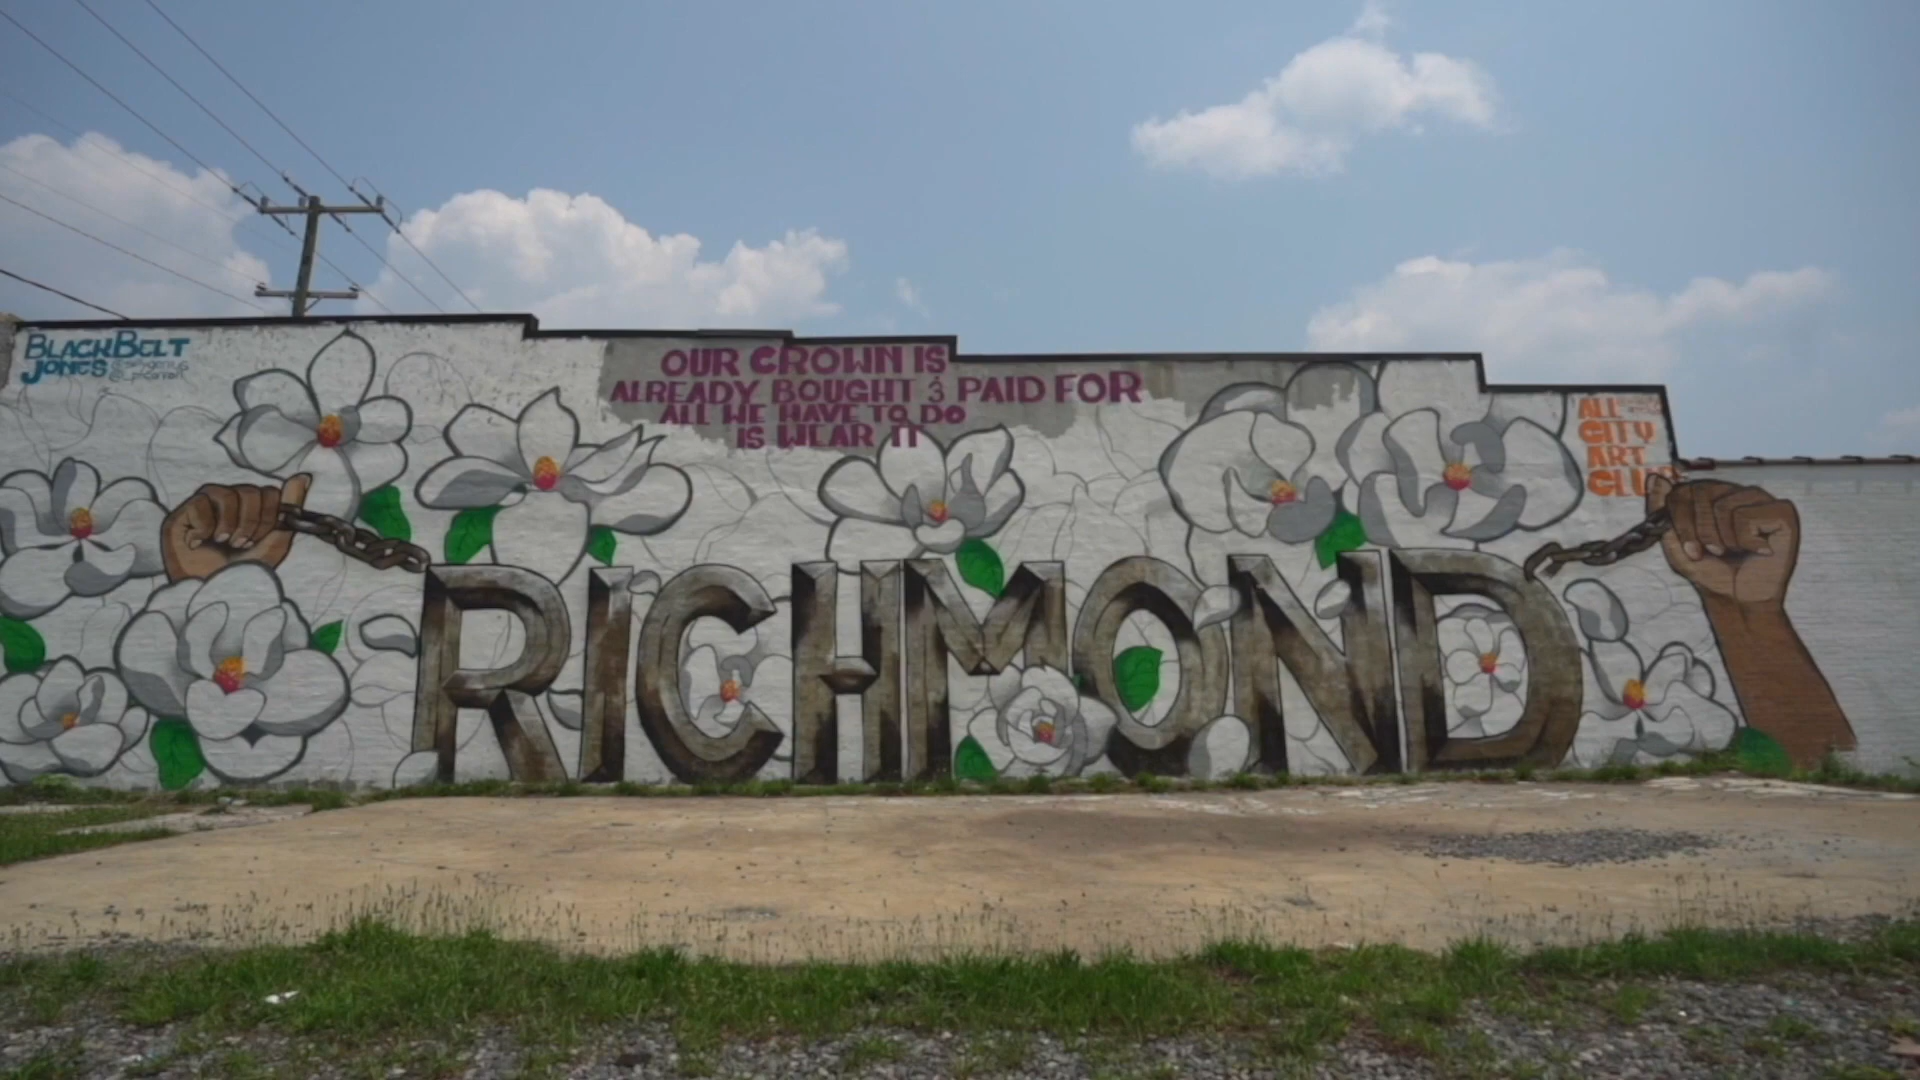 BLACKBELT
JONES
OUR CROWN IS
ALREADY BOUGHT & PAID FOR
ALL WE HAVE TO DO
IS WEAR IT
ALL
CITY
ART
CLUB
RICHMOND